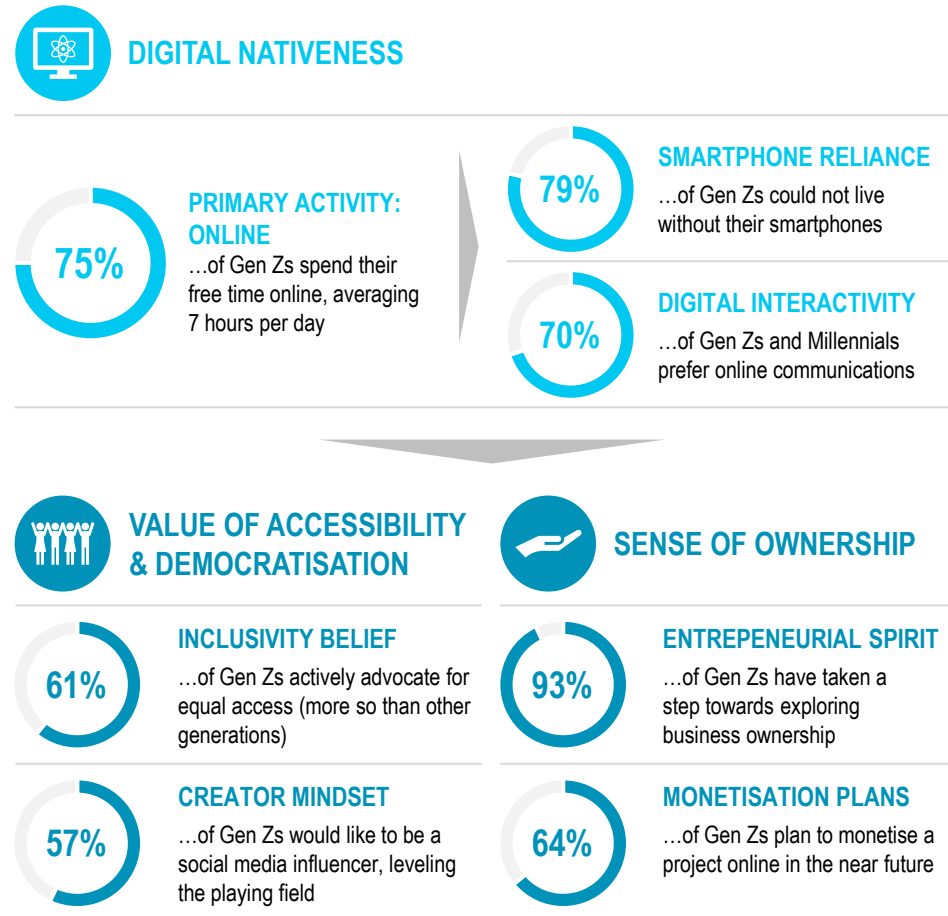 DIGITAL NATIVENESS
75%
PRIMARY ACTIVITY:
ONLINE
…of Gen Zs spend their
free time online, averaging
7 hours per day
79%
SMARTPHONE RELIANCE
…of Gen Zs could not live
without their smartphones
70%
DIGITAL INTERACTIVITY
…of Gen Zs and Millennials
prefer online communications
VALUE OF ACCESSIBILITY
& DEMOCRATISATION
61%
INCLUSIVITY BELIEF
…of Gen Zs actively advocate for
equal access (more so than other
generations)
57%
CREATOR MINDSET
…of Gen Zs would like to be a
social media influencer, leveling
the playing field
SENSE OF OWNERSHIP
93%
ENTREPENEURIAL SPIRIT
…of Gen Zs have taken a
step towards exploring
business ownership
64%
MONETISATION PLANS
…of Gen Zs plan to monetise a
project online in the near future